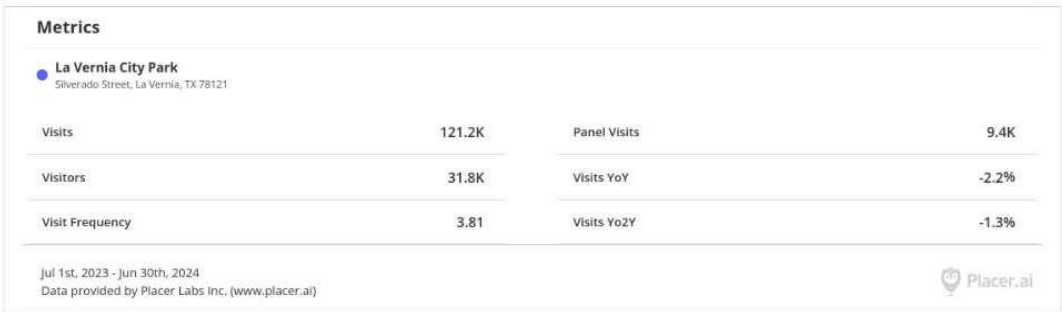 Metrics
La Vernia City Park
Silverado Street, La Vernia, TX 78121
Visits 121.2K
Visitors 31.8K
Visit Frequency 3.81
Panel Visits 9.4K
Visits YoY -2.2%
Visits Yo2Y -1.3%
Jul 1st, 2023 - Jun 30th, 2024
Data provided by Placer Labs Inc. (www.placer.ai)
Placer.ai